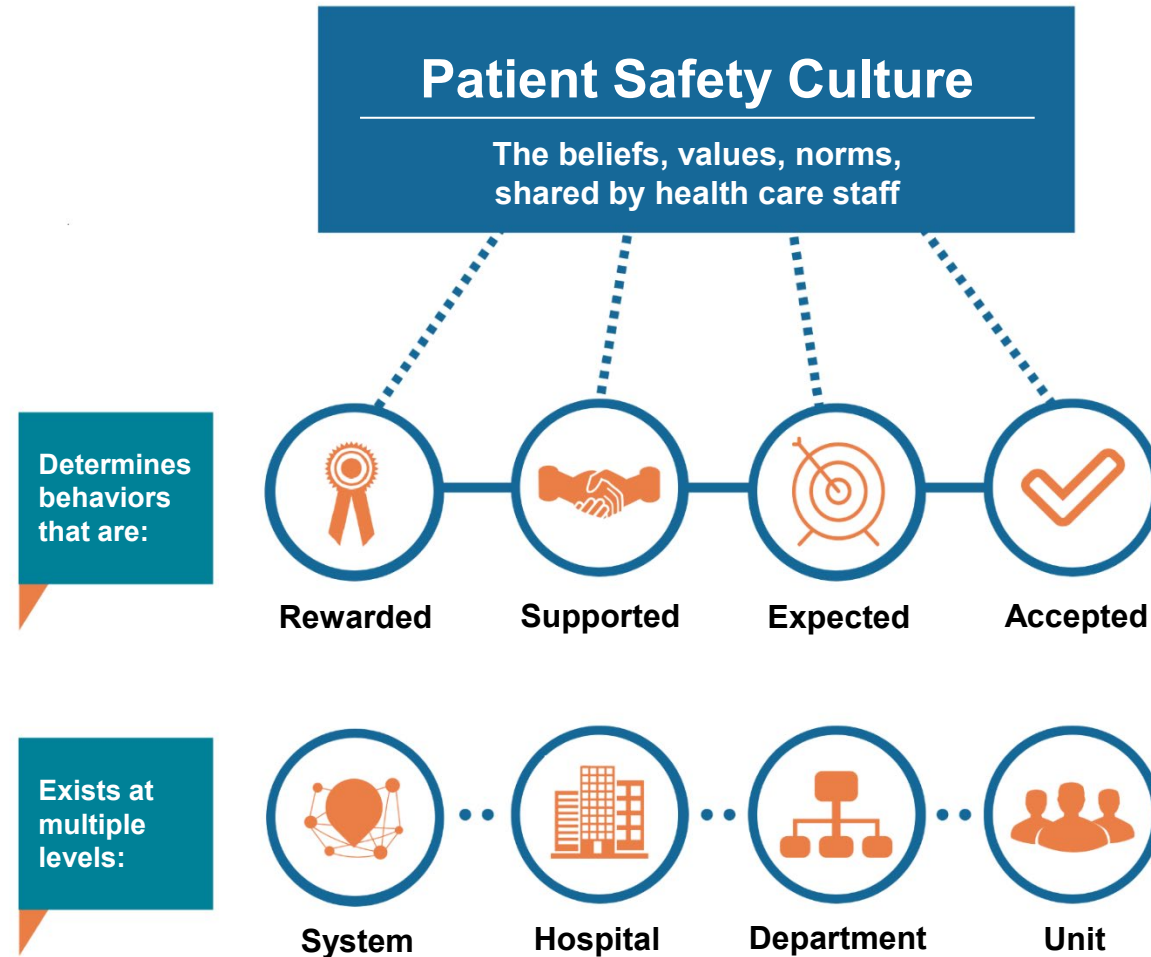 Patient Safety Culture
The beliefs, values, norms,
shared by health care staff
Determines
behaviors
that are:
Rewarded
Supported
Expected
Accepted
Exists at
multiple
levels:
System
Hospital
Department
Unit